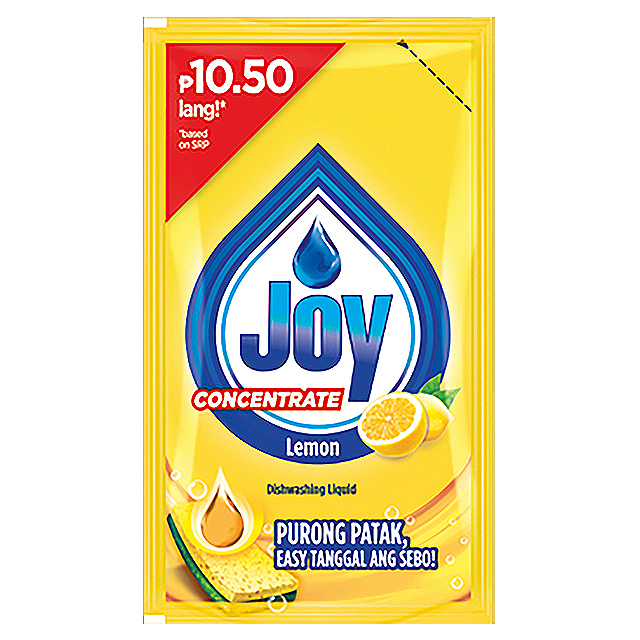 ₱10.50
lang!*
*based
on SRP
Joy
CONCENTRATE
Lemon
Dishwashing Liquid
PURONG PATAK,
EASY TANGGAL ANG SEBO!